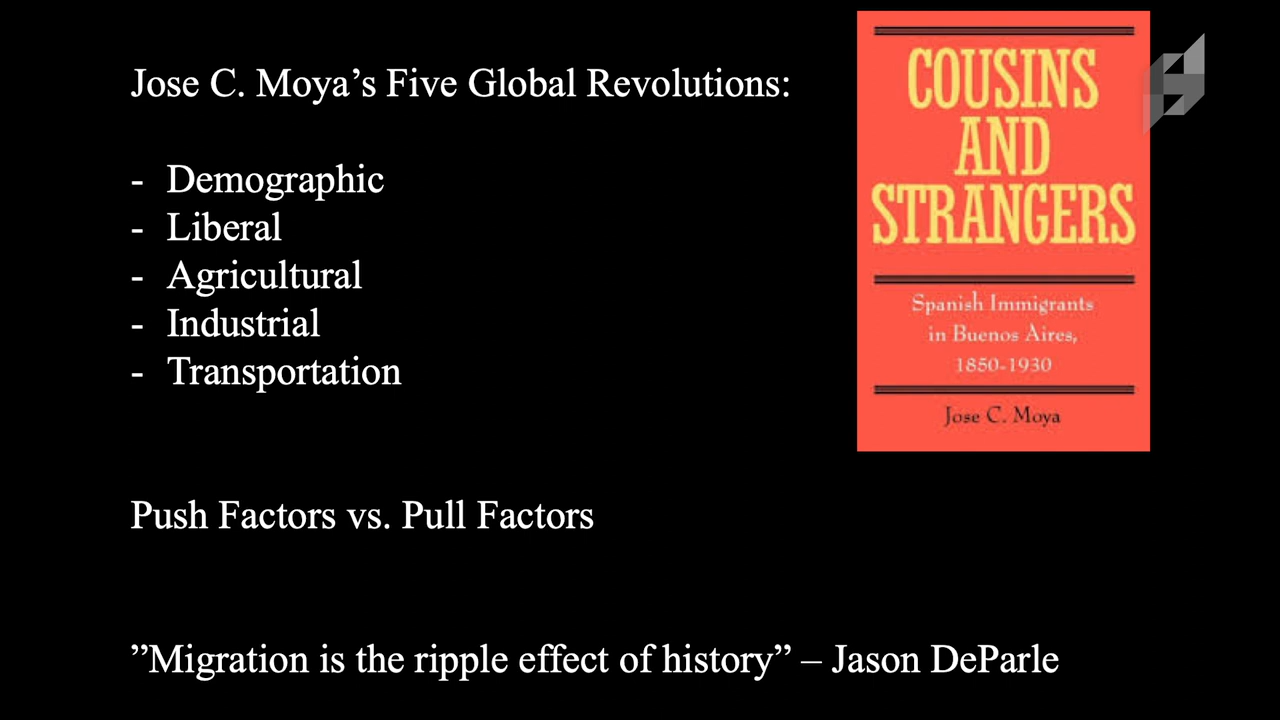 Jose C. Moya’s Five Global Revolutions:
- Demographic
- Liberal
- Agricultural
- Industrial
- Transportation
Push Factors vs. Pull Factors
”Migration is the ripple effect of history” – Jason DeParle
COUSINS
AND
STRANGERS
Spanish Immigrants
in Buenos Aires,
1850-1930
Jose C. Moya